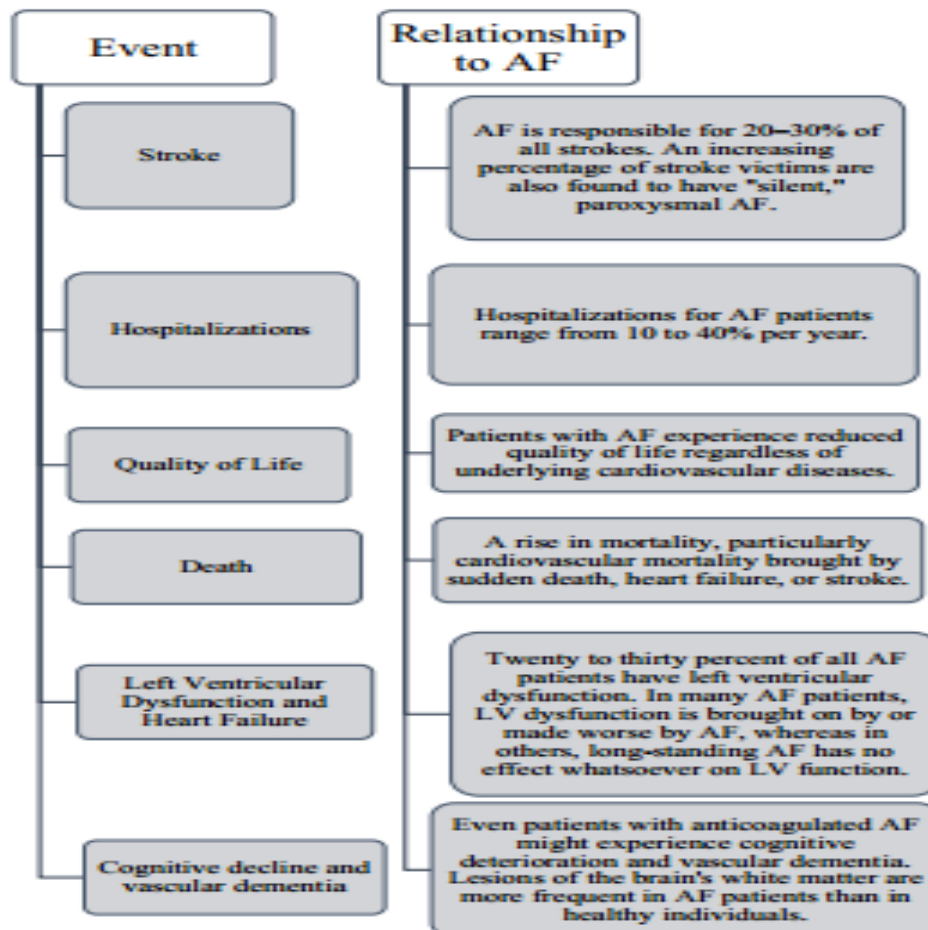 Event
Relationship
to AF
Stroke
AF is responsible for 20–30% of
all strokes. An increasing
percentage of stroke victims are
also found to have "silent,"
paroxysmal AF.
Hospitalizations
Hospitalizations for AF patients
range from 10 to 40% per year.
Quality of Life
Patients with AF experience reduced
quality of life regardless of
underlying cardiovascular diseases.
Death
A rise in mortality, particularly
cardiovascular mortality brought by
sudden death, heart failure, or stroke.
Left Ventricular
Dysfunction and
Heart Failure
Twenty to thirty percent of all AF
patients have left ventricular
dysfunction. In many AF patients,
LV dysfunction is brought on by or
made worse by AF, whereas in
others, long-standing AF has no
effect whatsoever on LV function.
Cognitive decline and
vascular dementia
Even patients with anticoagulated AF
might experience cognitive
deterioration and vascular dementia.
Lesions of the brain's white matter are
more frequent in AF patients than in
healthy individuals.